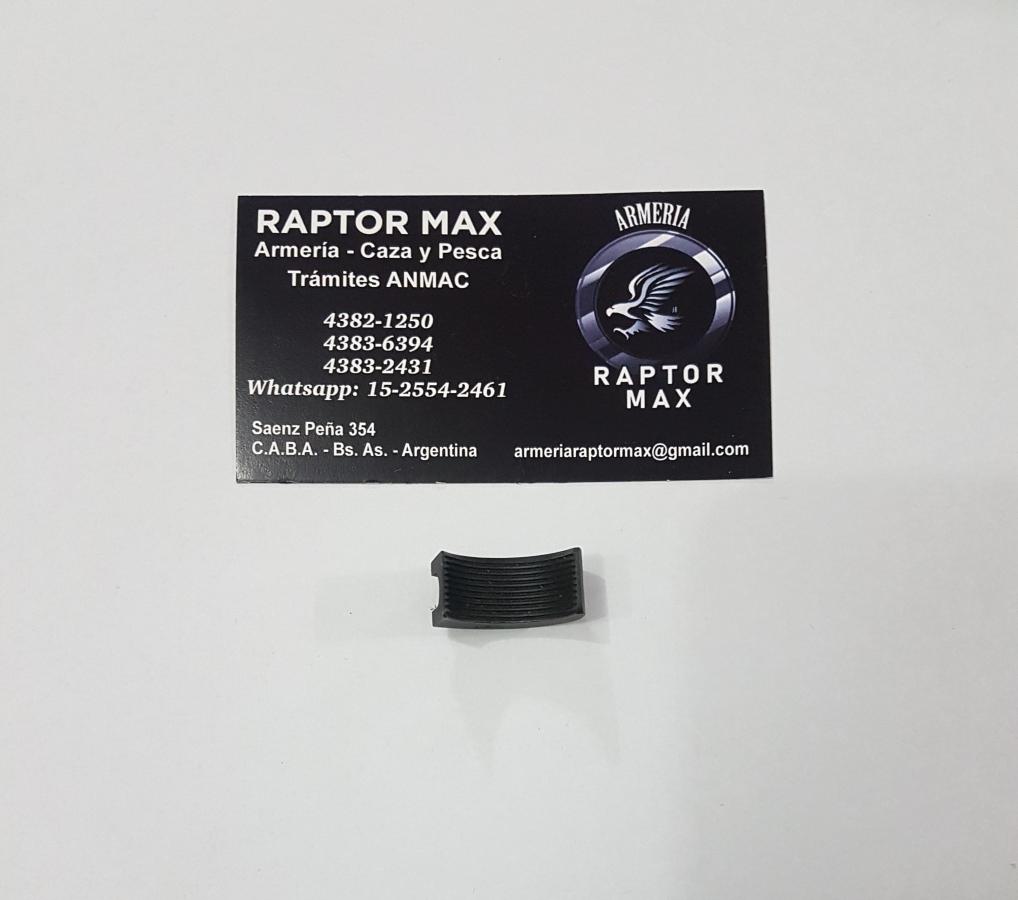 RAPTOR MAX
Armería - Caza y Pesca
Trámites ANMAC
4382-1250
4383-6394
4383-2431
Whatsapp: 15-2554-2461
Saenz Peña 354
C.A.B.A. - Bs. As. - Argentina
ARMERIA
RAPTOR
MAX
armeriaraptormax@gmail.com